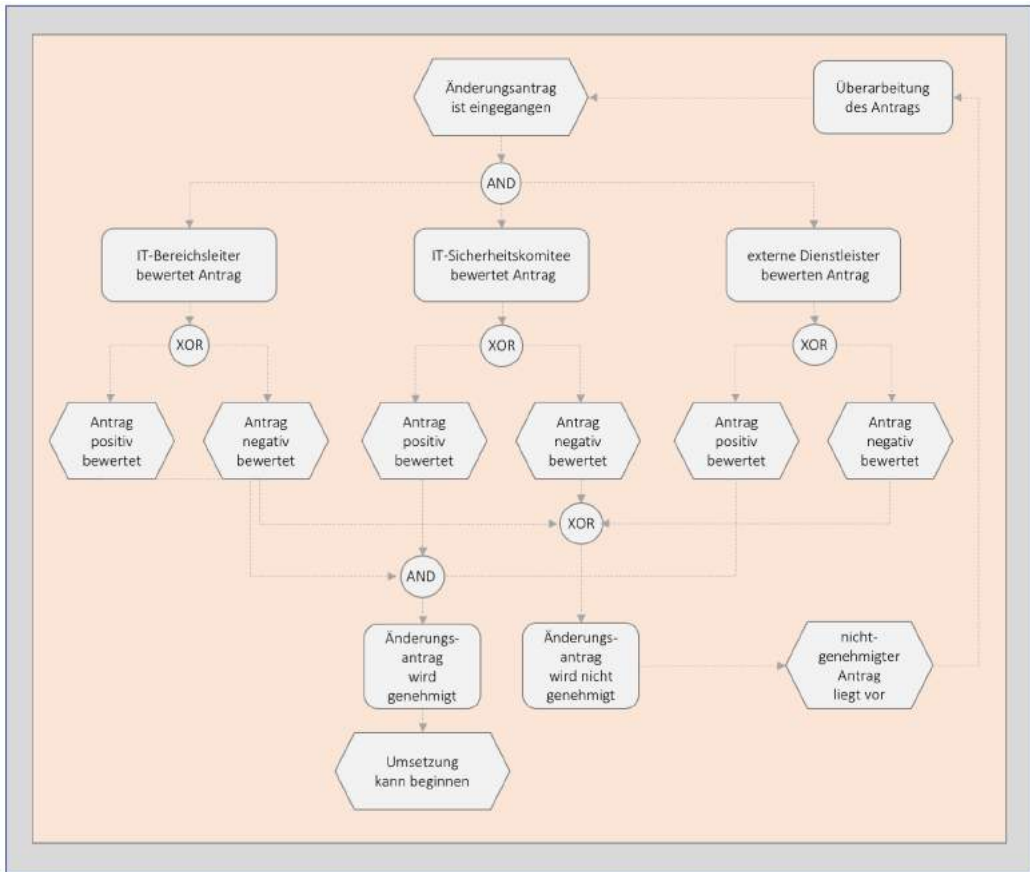 Änderungsantrag
ist eingegangen
Überarbeitung
des Antrags
AND
IT-Bereichsleiter
bewertet Antrag
IT-Sicherheitskomitee
bewertet Antrag
externe Dienstleister
bewerten Antrag
XOR
XOR
XOR
Antrag
positiv
bewertet
Antrag
negativ
bewertet
Antrag
positiv
bewertet
Antrag
negativ
bewertet
Antrag
positiv
bewertet
Antrag
negativ
bewertet
XOR
AND
Änderungs-
antrag
wird
genehmigt
Änderungs-
antrag
wird nicht
genehmigt
nicht-
genehmigter
Antrag
liegt vor
Umsetzung
kann beginnen